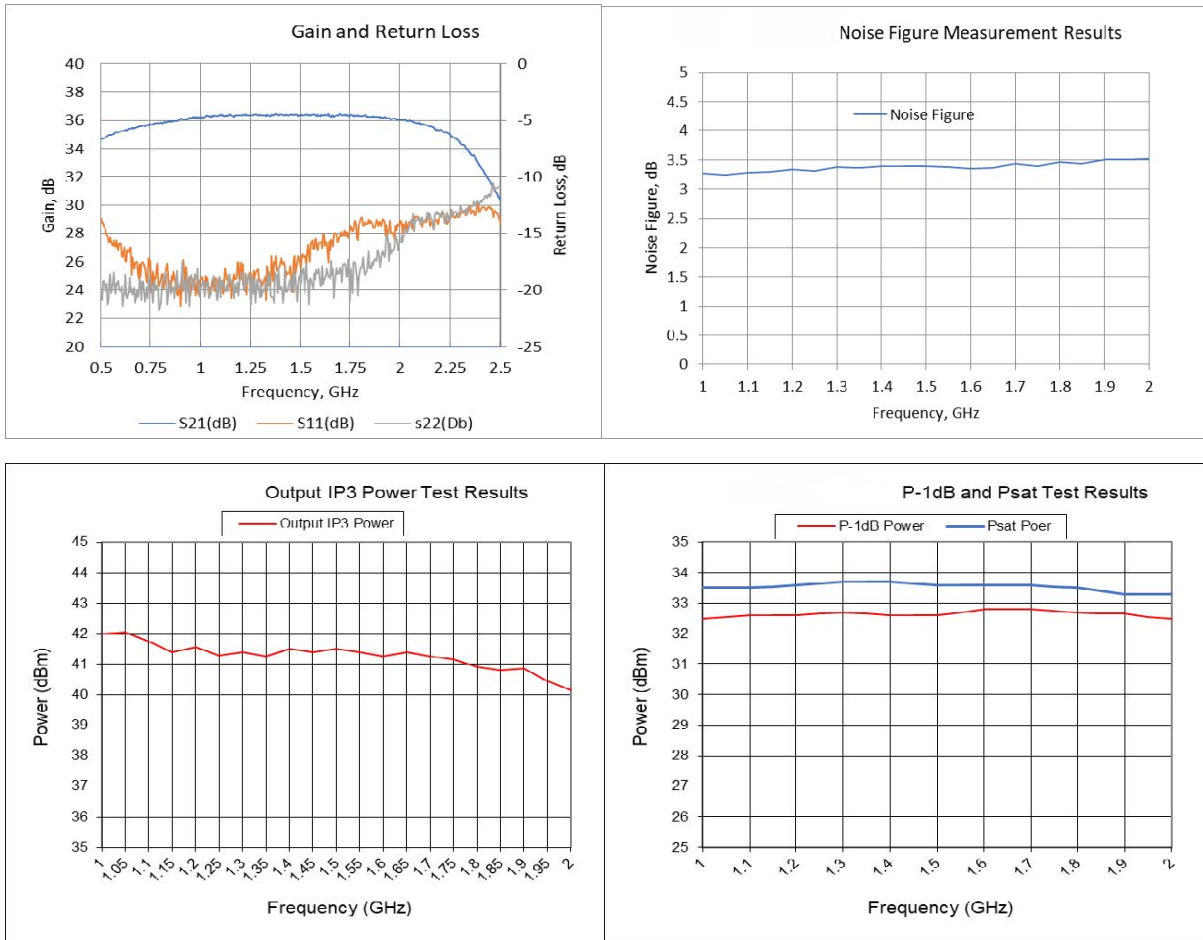 Gain and Return Loss
40
38
36
34
32
30
28
26
24
22
20
Gain, dB
0
-5
-10
-15
-20
-25
Return Loss, dB
0.5 0.75 1 1.25 1.5 1.75 2 2.25 2.5
Frequency, GHz
S21(dB) S11(dB) s22(Db)
Noise Figure Measurement Results
5
4.5
4
3.5
3
2.5
2
1.5
1
0.5
0
Noise Figure, dB
Noise Figure
1 1.1 1.2 1.3 1.4 1.5 1.6 1.7 1.8 1.9 2
Frequency, GHz
Output IP3 Power Test Results
Output IP3 Power
45
44
43
42
41
40
39
38
37
36
35
Power (dBm)
1 1.05 1.1 1.15 1.2 1.25 1.3 1.35 1.4 1.45 1.5 1.55 1.6 1.65 1.7 1.75 1.8 1.85 1.9 1.95 2
Frequency (GHz)
P-1dB and Psat Test Results
P-1dB Power Psat Poer
35
34
33
32
31
30
29
28
27
26
25
Power (dBm)
1 1.1 1.2 1.3 1.4 1.5 1.6 1.7 1.8 1.9 2
Frequency (GHz)